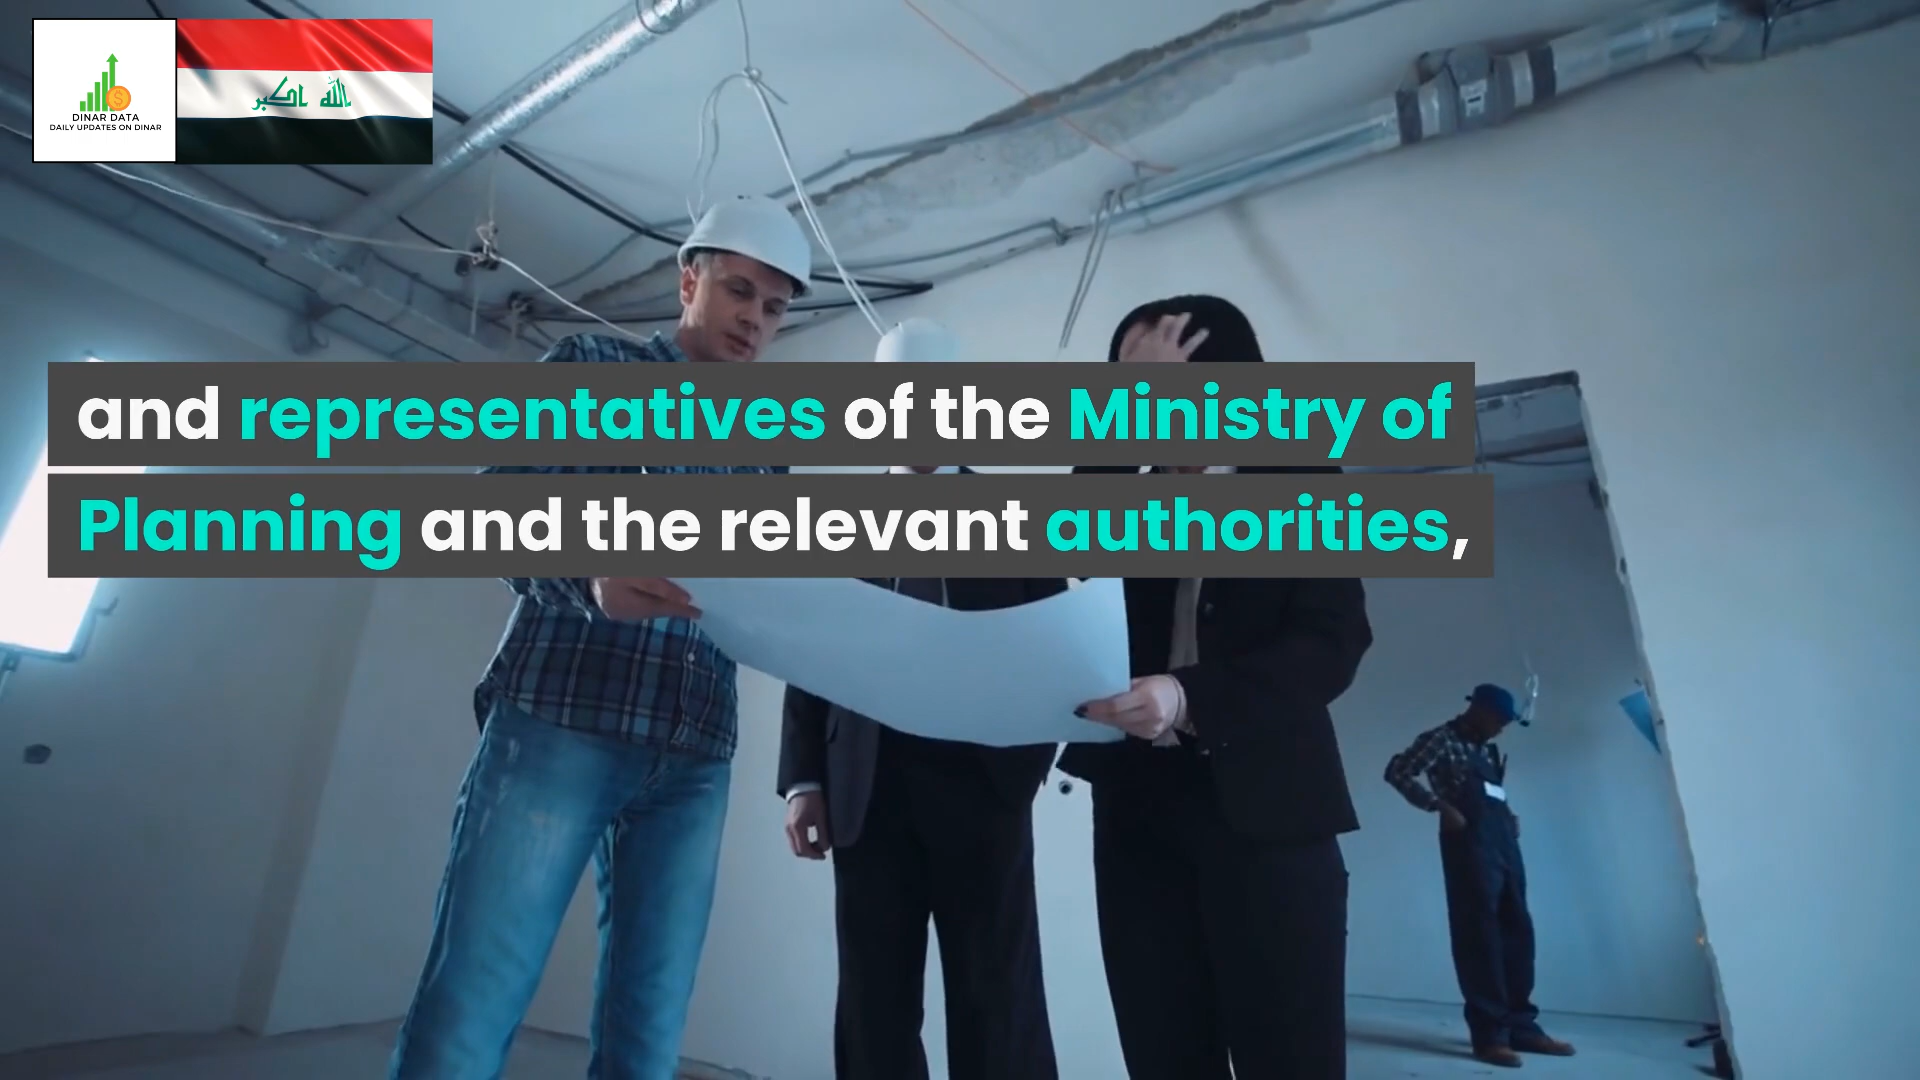 DINAR DATA
DAILY UPDATES ON DINAR
الله اكبر
and representatives of the Ministry of
Planning and the relevant authorities,